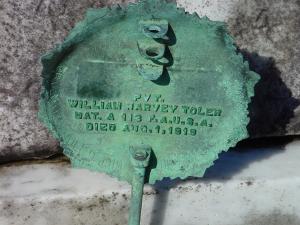 PVT.
WILLIAM HARVEY TOLER
BAT. A 113 F.A.U.S.A.
DIED AUG.1,1919